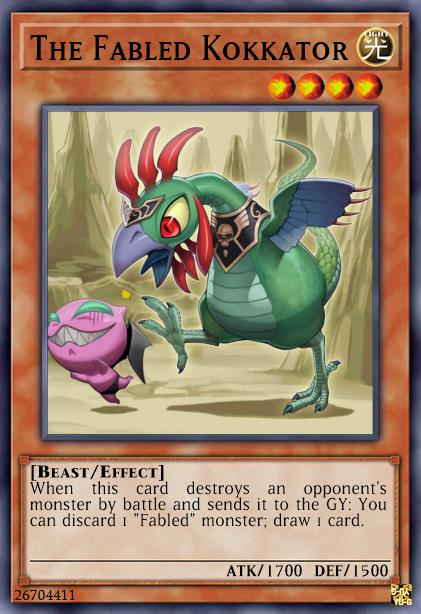 The Fabled Kokkator
LIGHT
光
[Beast/Effect]
When this card destroys an opponent's
monster by battle and sends it to the GY: You
can discard 1 "Fabled" monster; draw 1 card.
ATK/1700 DEF/1500
26704411